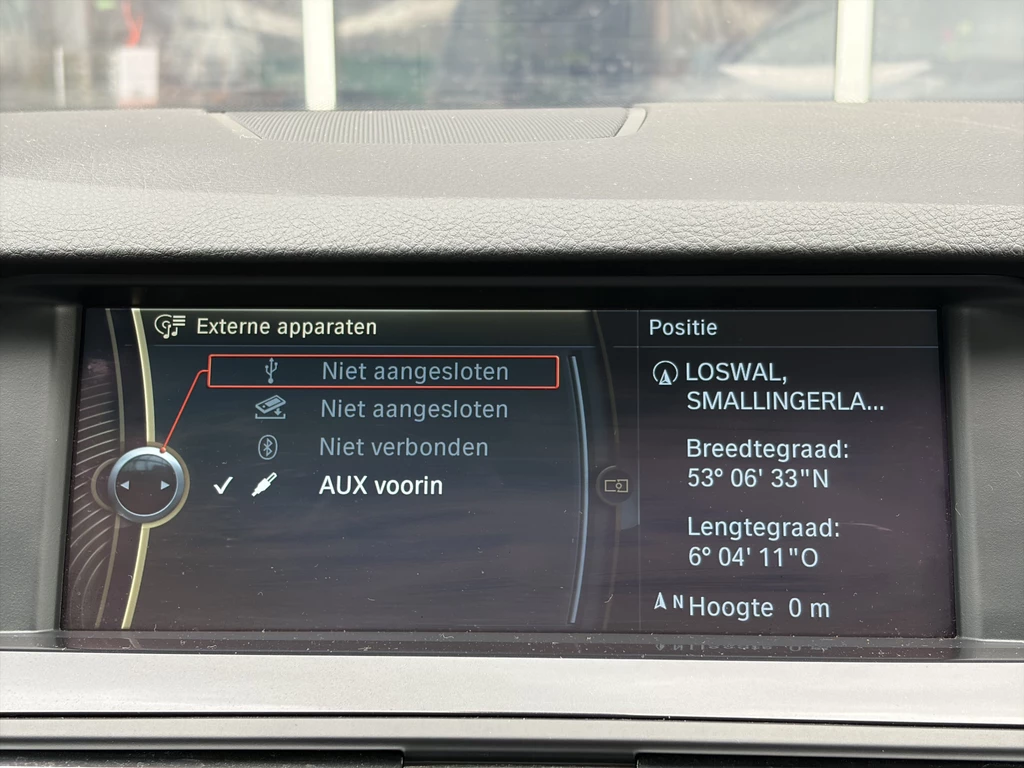 Externe apparaten
Niet aangesloten
Niet aangesloten
Niet verbonden
AUX voorin
Positie
LOSWAL,
SMALLINGERLA...
Breedtegraad:
53° 06' 33"N
Lengtegraad:
6° 04' 11"O
N Hoogte 0 m